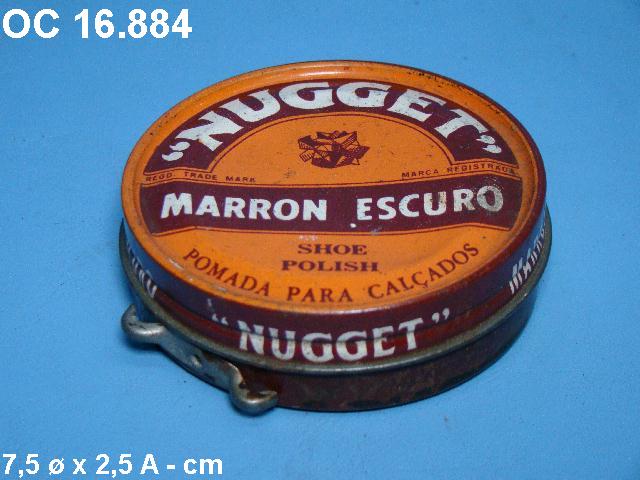 OC 16.884
"NUGGET"
REGD. TRADE MARK
MARCA REGISTRADA
MARRON ESCURO
SHOE
POLISH
POMADA PARA CALÇADOS
"NUGGET"
7,5 ø x 2,5 A - cm